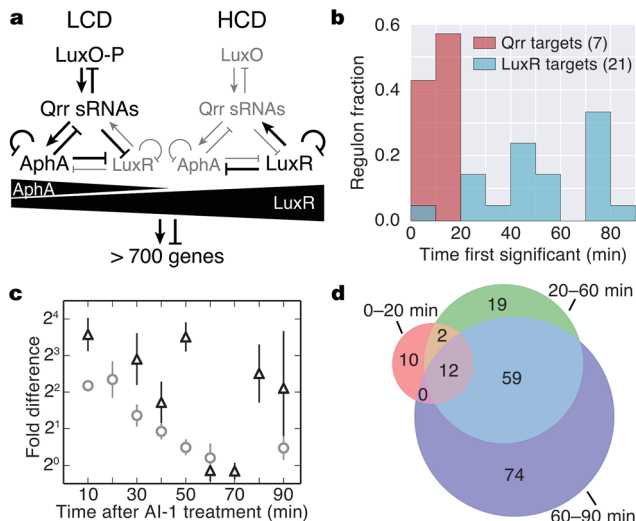 a
LCD
HCD
LuxO-P
LuxO
Qrr sRNAs
Qrr sRNAs
AphA
LuxR
AphA
LuxR
AphA
LuxR
> 700 genes
b
Regulon fraction
0.6
0.4
0.2
0.0
Qrr targets (7)
LuxR targets (21)
0 20 40 60 80
Time first significant (min)
c
Fold difference
2⁴
2³
2²
2¹
2⁰
10 30 50 70 90
Time after AI-1 treatment (min)
d
0–20 min
20–60 min
60–90 min
19
2
10
12
0
59
74